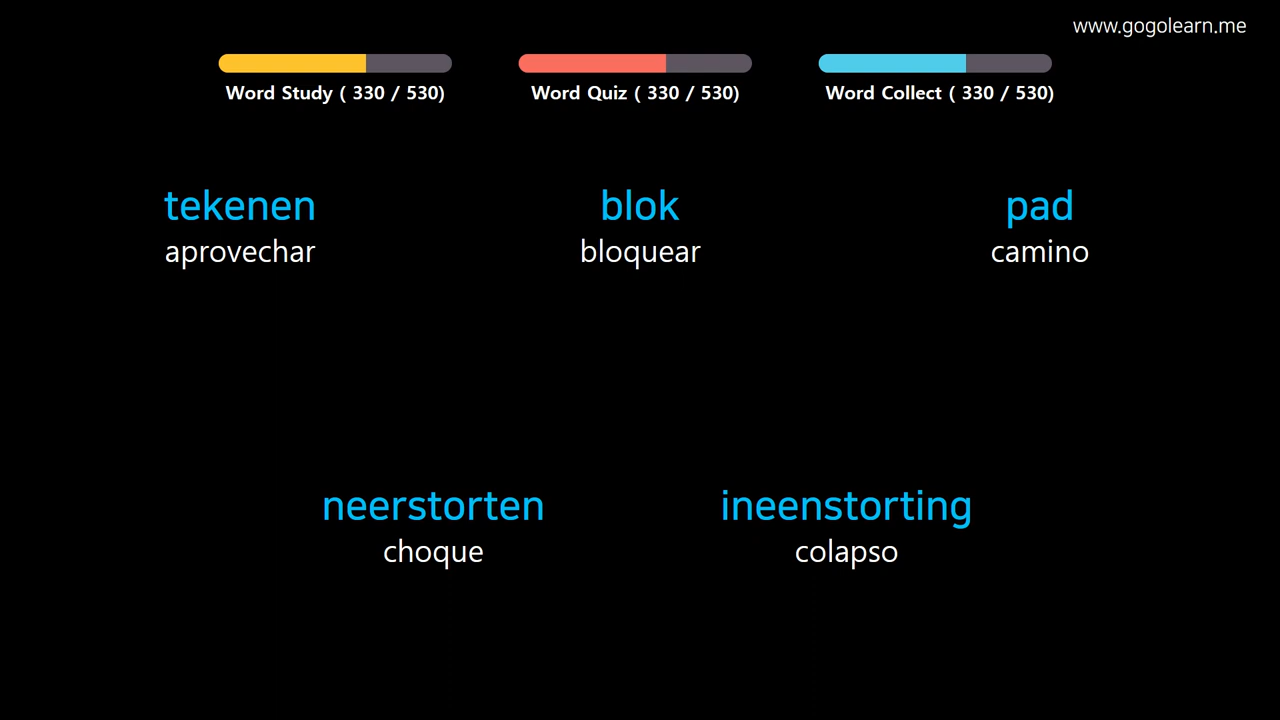 www.gogolearn.me
Word Study ( 330 / 530)
Word Quiz ( 330 / 530)
Word Collect ( 330 / 530)
tekenen
aprovechar
blok
bloquear
pad
camino
neerstorten
choque
ineenstorting
colapso